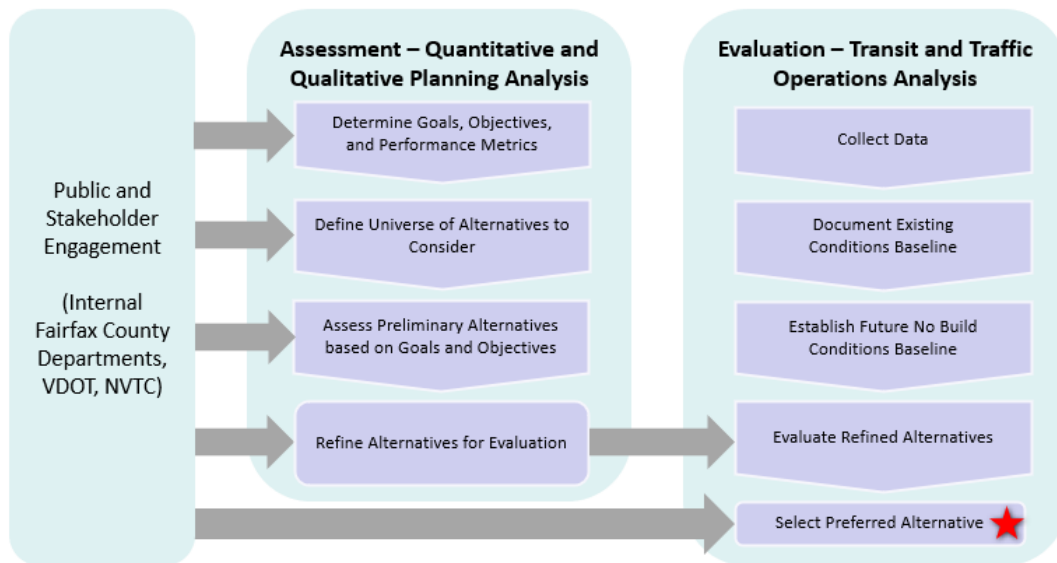 Public and
Stakeholder
Engagement
(Internal
Fairfax County
Departments,
VDOT, NVTC)
Assessment – Quantitative and
Qualitative Planning Analysis
Determine Goals, Objectives,
and Performance Metrics
Define Universe of Alternatives to
Consider
Assess Preliminary Alternatives
based on Goals and Objectives
Refine Alternatives for Evaluation
Evaluation – Transit and Traffic
Operations Analysis
Collect Data
Document Existing
Conditions Baseline
Establish Future No Build
Conditions Baseline
Evaluate Refined Alternatives
Select Preferred Alternative